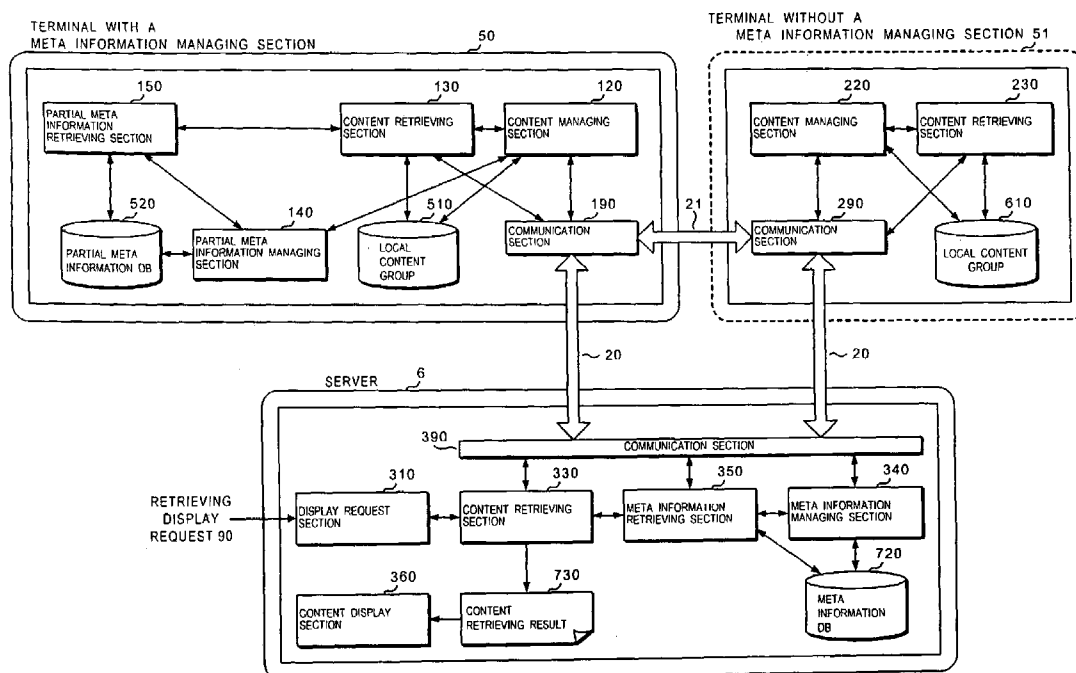 TERMINAL WITH A
META INFORMATION MANAGING SECTION
50
TERMINAL WITHOUT A
META INFORMATION MANAGING SECTION 51
150
PARTIAL META
INFORMATION
RETRIEVING SECTION
130
CONTENT RETRIEVING
SECTION
120
CONTENT MANAGING
SECTION
220
CONTENT MANAGING
SECTION
230
CONTENT RETRIEVING
SECTION
520
PARTIAL META
INFORMATION DB
140
PARTIAL META
INFORMATION MANAGING
SECTION
510
LOCAL
CONTENT
GROUP
190
COMMUNICATION
SECTION
21
290
COMMUNICATION
SECTION
610
LOCAL CONTENT
GROUP
20
20
SERVER
6
390
COMMUNICATION SECTION
RETRIEVING
DISPLAY
REQUEST 90
310
DISPLAY REQUEST
SECTION
330
CONTENT RETRIEVING
SECTION
350
META INFORMATION
RETRIEVING SECTION
340
META INFORMATION
MANAGING SECTION
360
CONTENT DISPLAY
SECTION
730
CONTENT
RETRIEVING RESULT
720
META
INFORMATION
DB